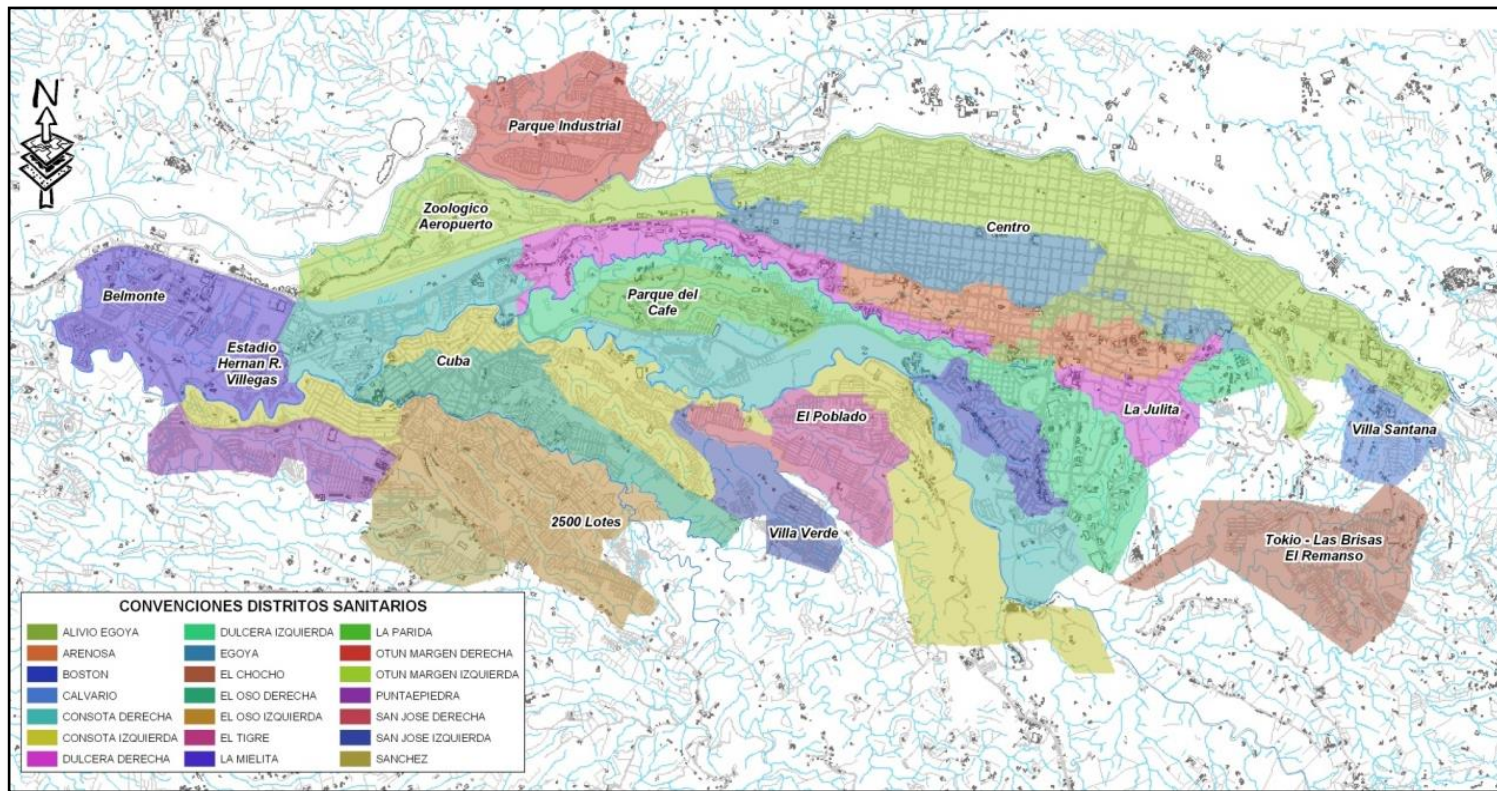 N
Parque Industrial
Zoologico
Aeropuerto
Centro
Belmonte
Parque del
Cafe
Estadio
Hernan R.
Villegas
Cuba
El Poblado
La Julita
Villa Santana
2500 Lotes
Villa Verde
Tokio - Las Brisas
El Remanso
CONVENCIONES DISTRITOS SANITARIOS
ALIVIO EGOYA
ARENOSA
BOSTON
CALVARIO
CONSOTA DERECHA
CONSOTA IZQUIERDA
DULCERA DERECHA
DULCERA IZQUIERDA
EGOYA
EL CHOCHO
EL OSO DERECHA
EL OSO IZQUIERDA
EL TIGRE
LA MIELITA
LA PARIDA
OTUN MARGEN DERECHA
OTUN MARGEN IZQUIERDA
PUNTAEPIEDRA
SAN JOSE DERECHA
SAN JOSE IZQUIERDA
SANCHEZ